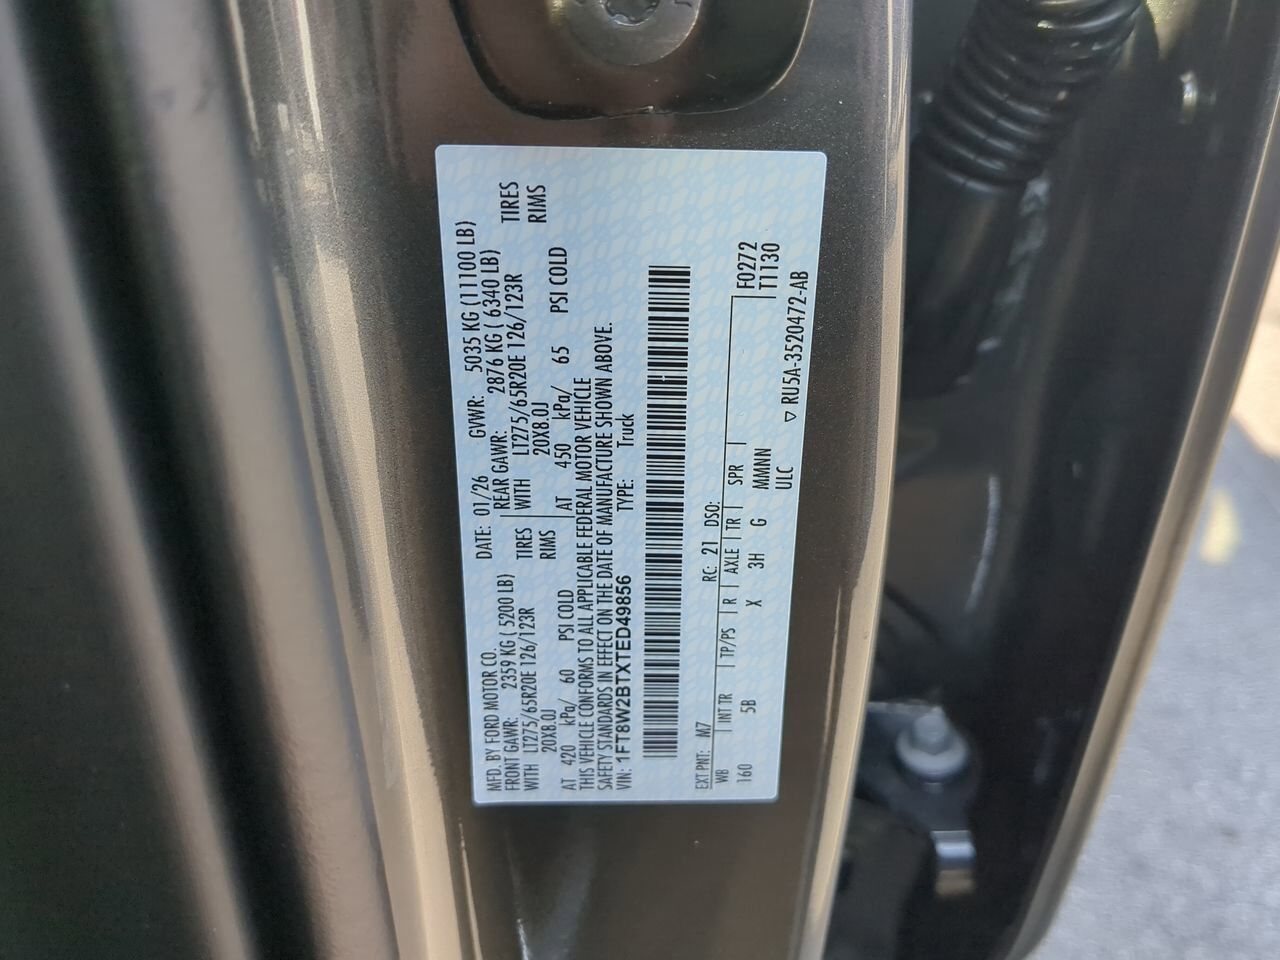 MFD. BY FORD MOTOR CO.
DATE: 01/26 GVWR: 5035 KG (11100 LB)
FRONT GAWR: 2359 KG ( 5200 LB)
REAR GAWR: 2876 KG ( 6340 LB)
WITH LT275/65R20E 126/123R TIRES
WITH LT275/65R20E 126/123R TIRES
20X8.0J RIMS
20X8.0J RIMS
AT 420 kPa/ 60 PSI COLD
AT 450 kPa/ 65 PSI COLD
THIS VEHICLE CONFORMS TO ALL APPLICABLE FEDERAL MOTOR VEHICLE
SAFETY STANDARDS IN EFFECT ON THE DATE OF MANUFACTURE SHOWN ABOVE.
VIN: 1FT8W2BTXTED49856 TYPE: Truck
EXT PNT: M7 RC: 21 DSO:
WB INT TR TP/PS R AXLE TR SPR F0272
160 5B X 3H G MMNN T1130
ULC
▽ RU5A-3520472-AB